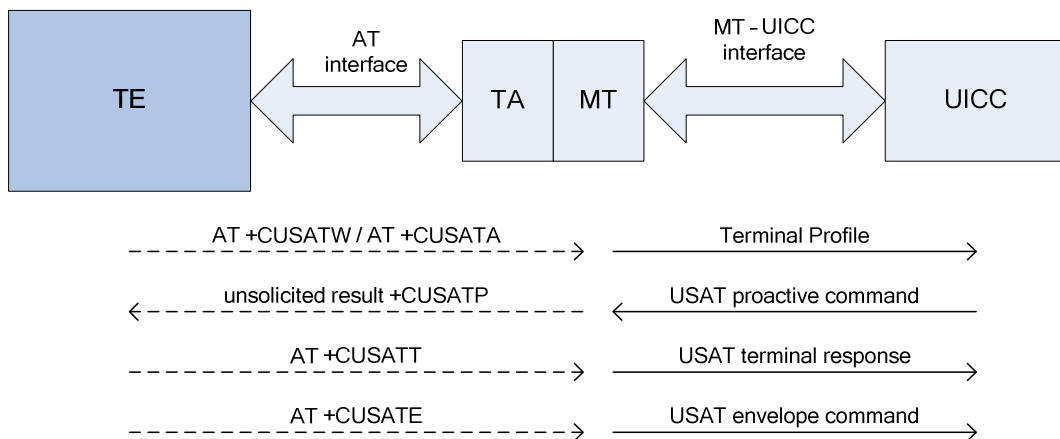 TE
AT
interface
TA
MT
MT - UICC
interface
UICC
AT +CUSATW / AT +CUSATA
Terminal Profile
unsolicited result +CUSATP
USAT proactive command
AT +CUSATT
USAT terminal response
AT +CUSATE
USAT envelope command